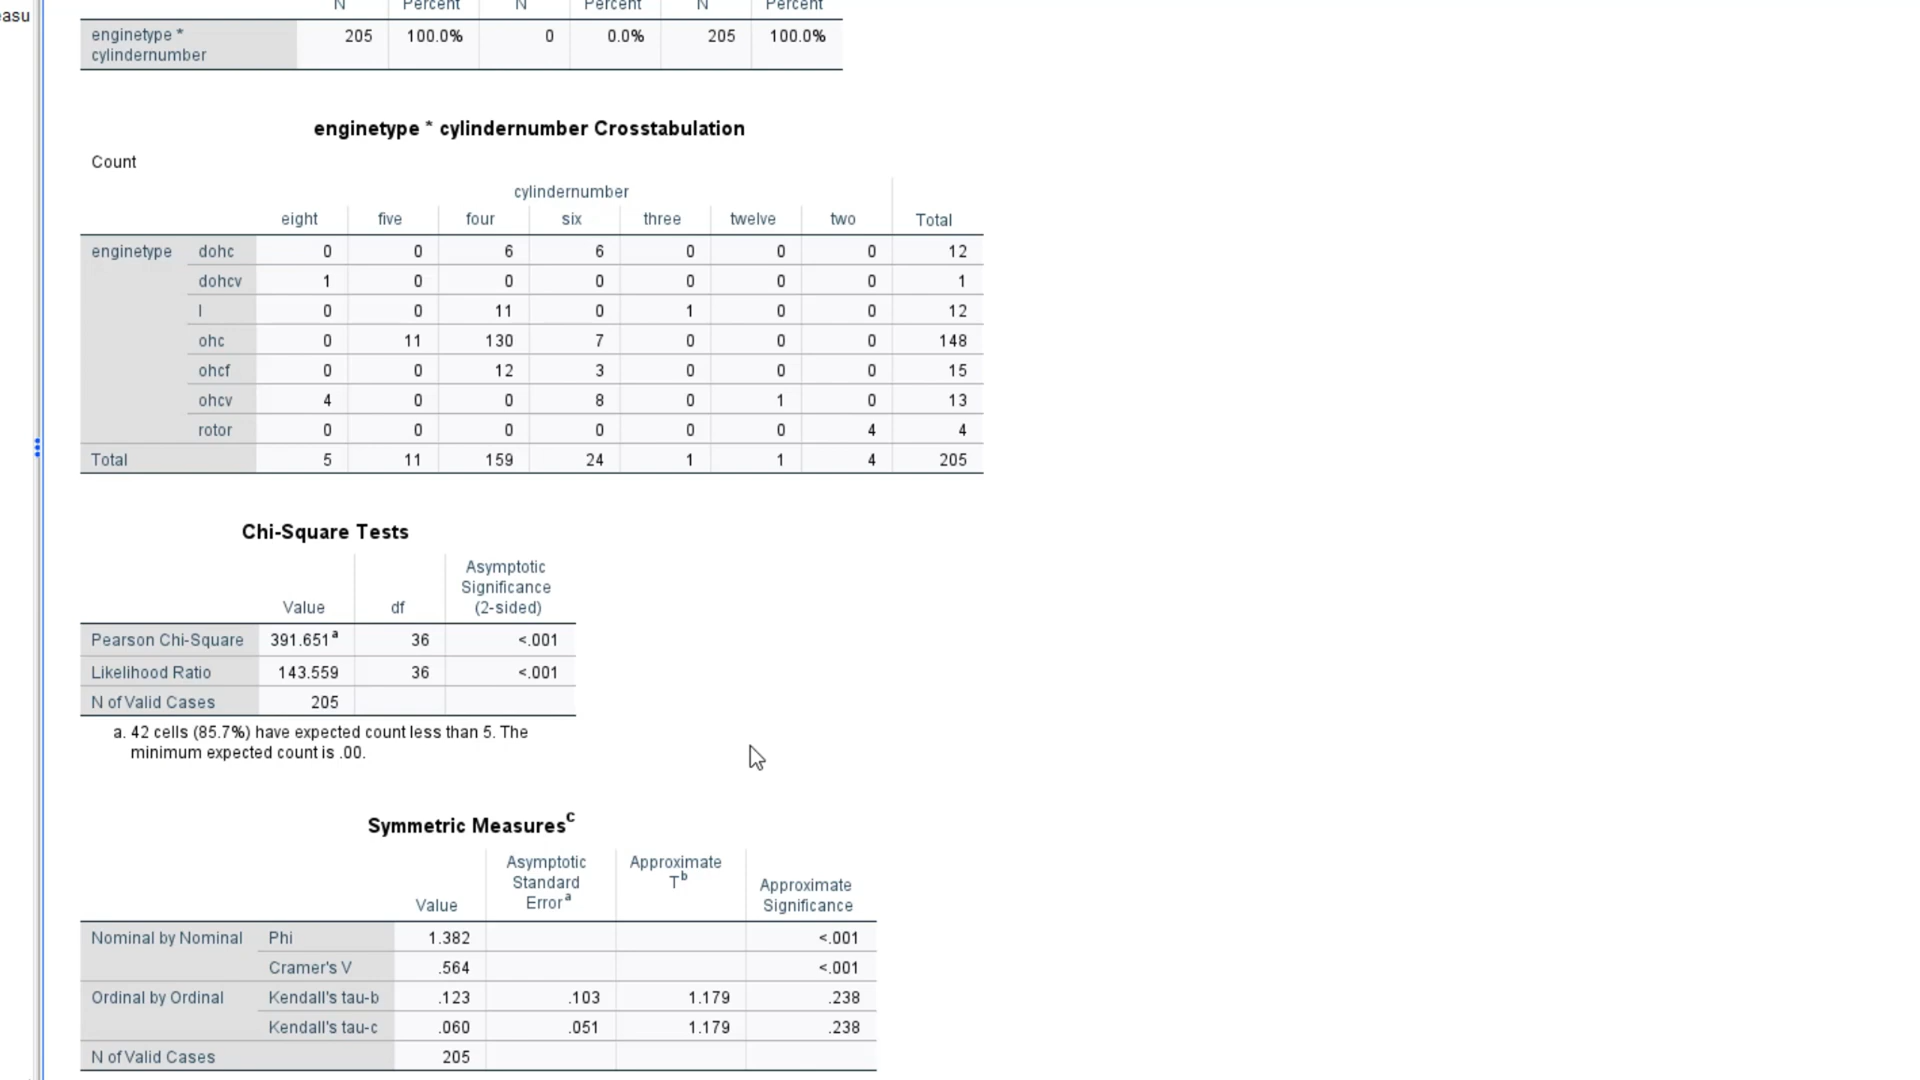 easu
N Percent N Percent N Percent
enginetype * cylindernumber 205 100.0% 0 0.0% 205 100.0%
enginetype * cylindernumber Crosstabulation
Count
cylindernumber
eight five four six three twelve two Total
enginetype dohc 0 0 6 6 0 0 0 12
dohcv 1 0 0 0 0 0 0 1
l 0 0 11 0 1 0 0 12
ohc 0 11 130 7 0 0 0 148
ohcf 0 0 12 3 0 0 0 15
ohcv 4 0 0 8 0 1 0 13
rotor 0 0 0 0 0 0 4 4
Total 5 11 159 24 1 1 4 205
Chi-Square Tests
Value df Asymptotic Significance (2-sided)
Pearson Chi-Square 391.651a 36 <.001
Likelihood Ratio 143.559 36 <.001
N of Valid Cases 205
a. 42 cells (85.7%) have expected count less than 5. The
minimum expected count is .00.
Symmetric Measuresc
Value Asymptotic Standard Errora Approximate Tb Approximate Significance
Nominal by Nominal Phi 1.382 <.001
Cramer's V .564 <.001
Ordinal by Ordinal Kendall's tau-b .123 .103 1.179 .238
Kendall's tau-c .060 .051 1.179 .238
N of Valid Cases 205